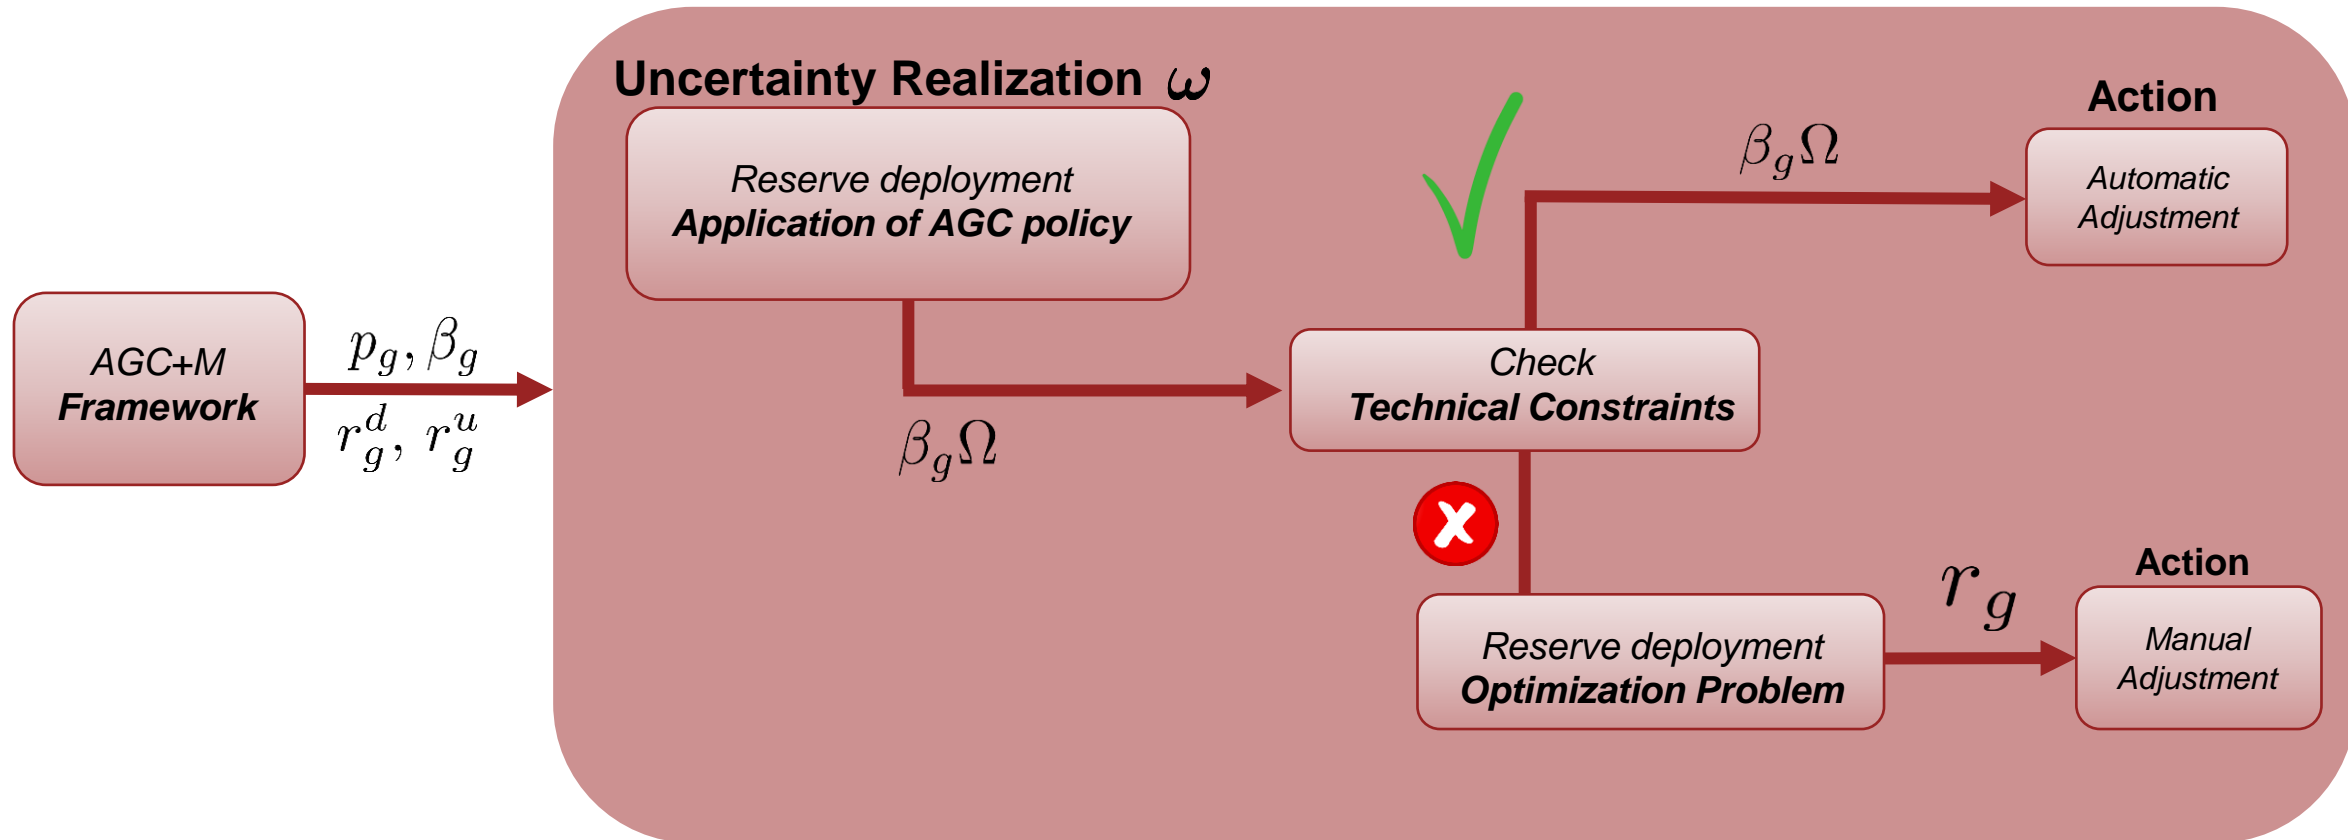 Uncertainty Realization ω
Reserve deployment
Application of AGC policy
AGC+M
Framework
p_g, β_g
r_g^d, r_g^u
β_gΩ
Check
Technical Constraints
β_gΩ
Action
Automatic
Adjustment
Reserve deployment
Optimization Problem
r_g
Action
Manual
Adjustment